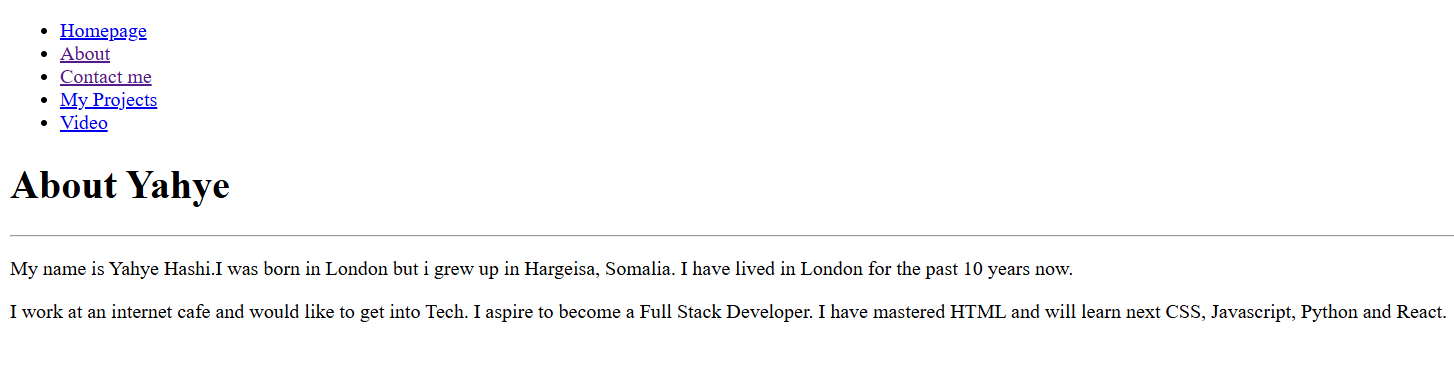 Homepage
About
Contact me
My Projects
Video
About Yahye
My name is Yahye Hashi.I was born in London but i grew up in Hargeisa, Somalia. I have lived in London for the past 10 years now.
I work at an internet cafe and would like to get into Tech. I aspire to become a Full Stack Developer. I have mastered HTML and will learn next CSS, Javascript, Python and React.